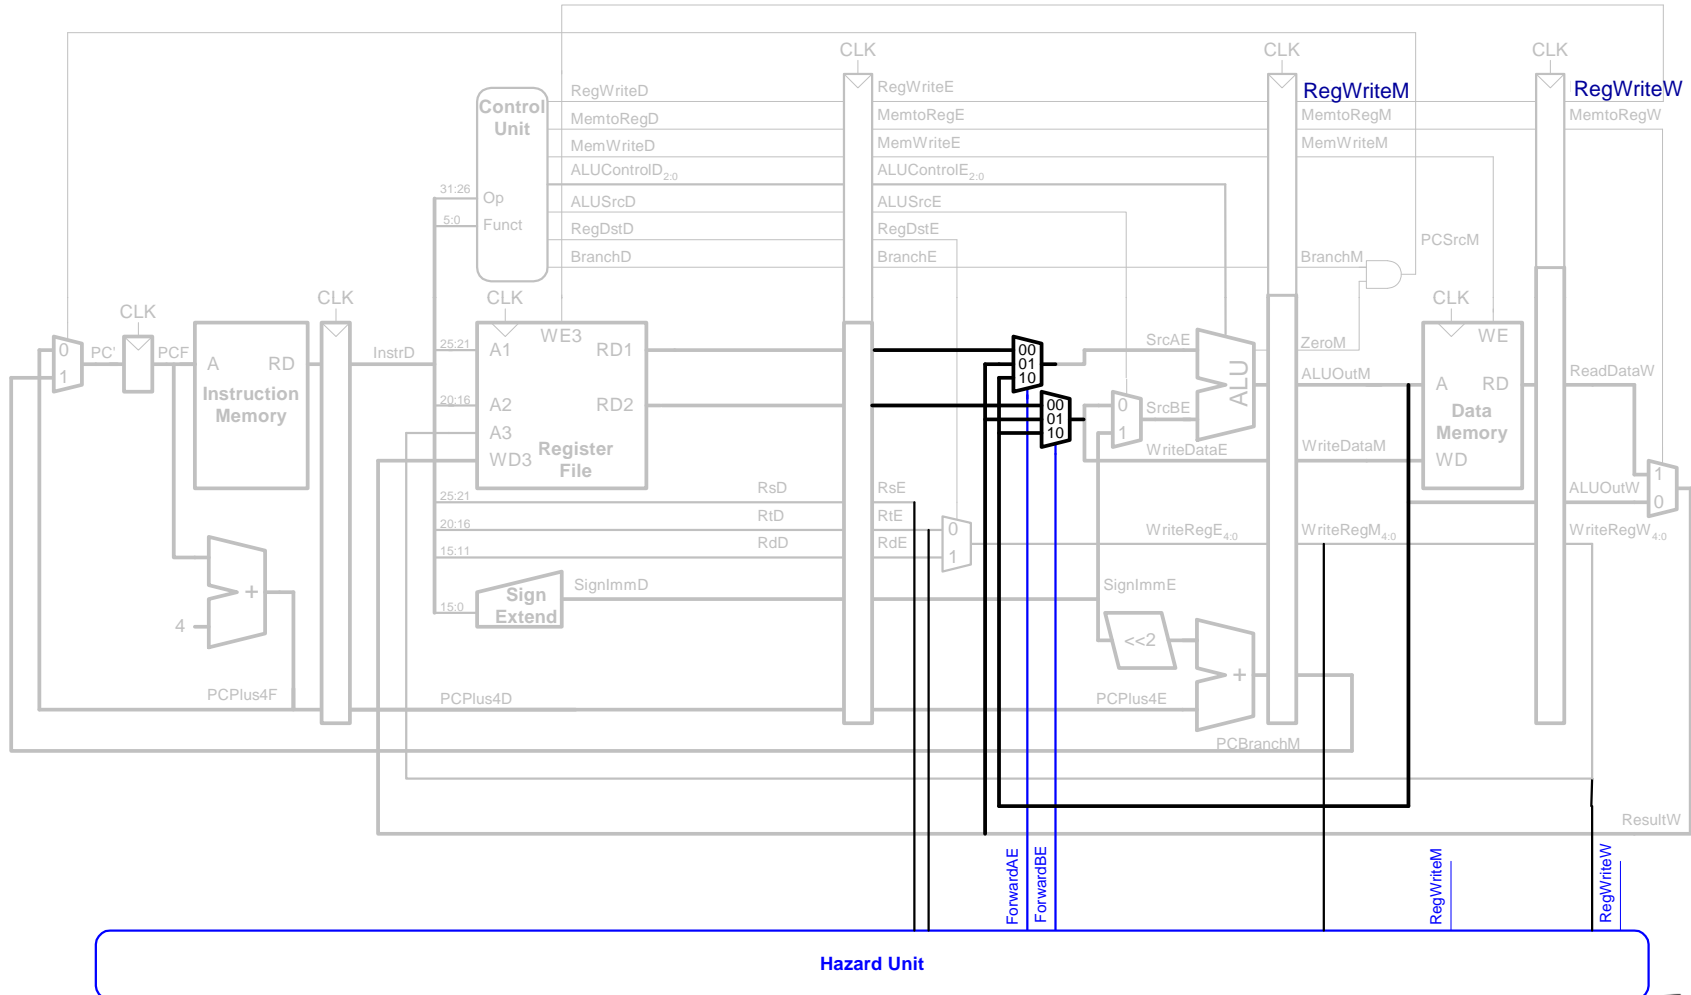 CLK
CLK
CLK
RegWriteD
RegWriteE
RegWriteM
RegWriteW
Control
Unit
MemtoRegD
MemtoRegE
MemtoRegM
MemtoRegW
MemWriteD
MemWriteE
MemWriteM
ALUControlD2:0
ALUControlE2:0
31:26
Op
ALUSrcD
ALUSrcE
5:0
Funct
RegDstD
RegDstE
PCSrcM
BranchD
BranchE
BranchM
CLK
CLK
CLK
CLK
0
1
PC'
PCF
A
RD
Instruction
Memory
InstrD
25:21
A1
WE3
RD1
20:16
A2
RD2
A3
WD3
Register
File
00
01
10
00
01
10
SrcAE
0
1
SrcBE
ALU
ZeroM
ALUOutM
WE
A
RD
Data
Memory
WD
ReadDataW
WriteDataE
WriteDataM
1
0
ALUOutW
25:21
RsD
RsE
20:16
RtD
RtE
0
1
WriteRegE4:0
WriteRegM4:0
WriteRegW4:0
15:11
RdD
RdE
+
4
15:0
Sign
Extend
SignImmD
SignImmE
<<2
+
PCPlus4F
PCPlus4D
PCPlus4E
PCBranchM
ResultW
ForwardAE
ForwardBE
RegWriteM
RegWriteW
Hazard Unit